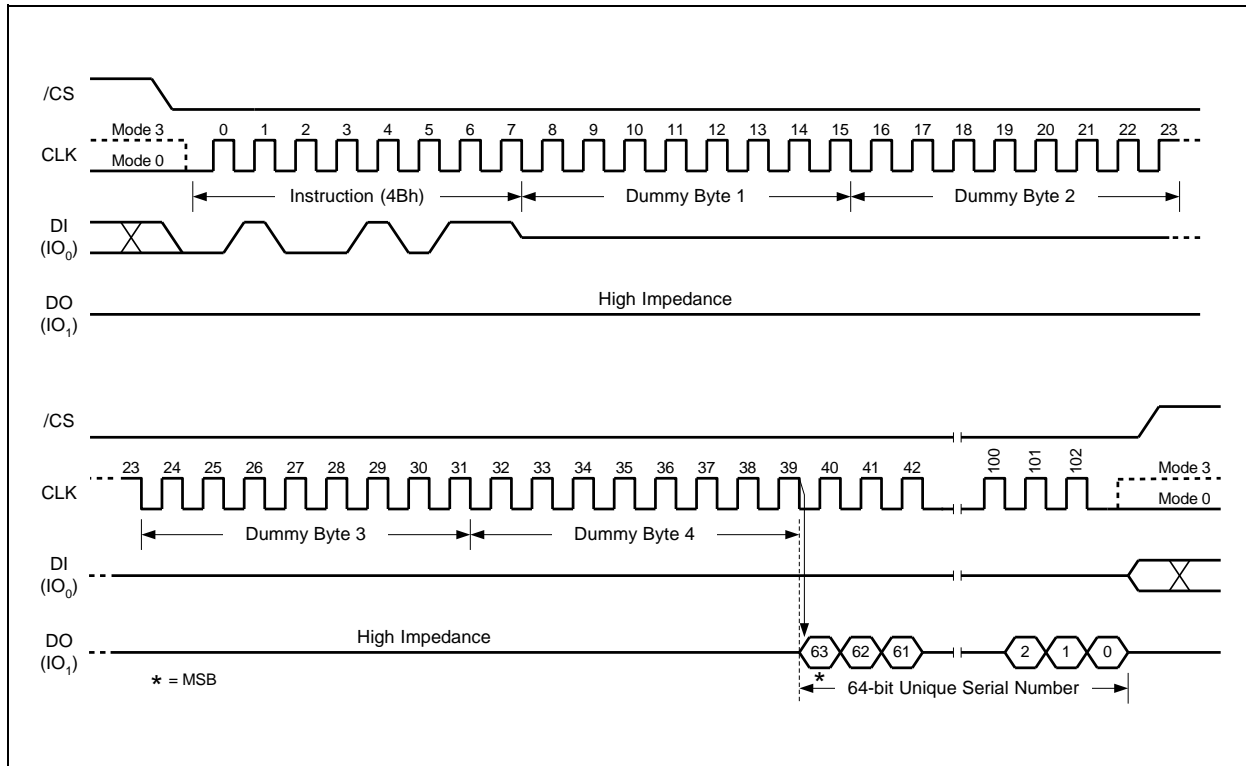 /CS
Mode 3
0 1 2 3 4 5 6 7 8 9 10 11 12 13 14 15 16 17 18 19 20 21 22 23
CLK
Mode 0
Instruction (4Bh)
Dummy Byte 1
Dummy Byte 2
DI
(IO0)
High Impedance
DO
(IO1)
/CS
23 24 25 26 27 28 29 30 31 32 33 34 35 36 37 38 39 40 41 42 100 101 102
Mode 3
CLK
Mode 0
Dummy Byte 3
Dummy Byte 4
DI
(IO0)
High Impedance
DO
(IO1)
63 62 61 2 1 0
* = MSB
*
64-bit Unique Serial Number